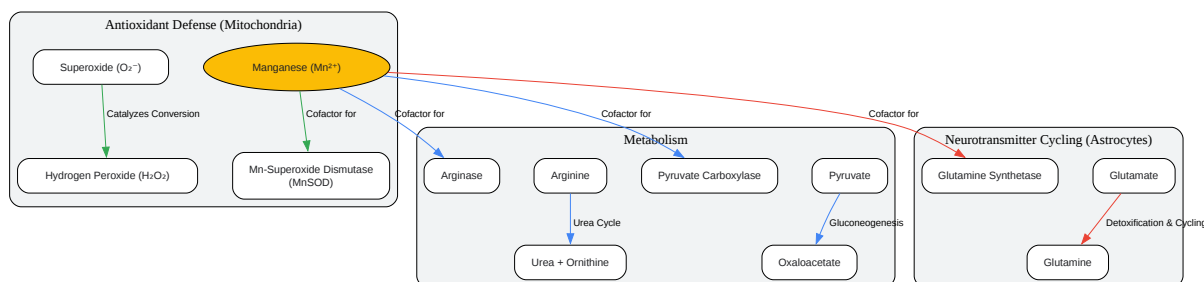 Antioxidant Defense (Mitochondria)
Superoxide (O₂⁻)
Manganese (Mn²⁺)
Catalyzes Conversion
Cofactor for
Cofactor for
Cofactor for
Cofactor for
Hydrogen Peroxide (H₂O₂)
Mn-Superoxide Dismutase
(MnSOD)
Metabolism
Arginase
Arginine
Pyruvate Carboxylase
Pyruvate
Urea Cycle
Gluconeogenesis
Urea + Ornithine
Oxaloacetate
Neurotransmitter Cycling (Astrocytes)
Glutamine Synthetase
Glutamate
Detoxification & Cycling
Glutamine